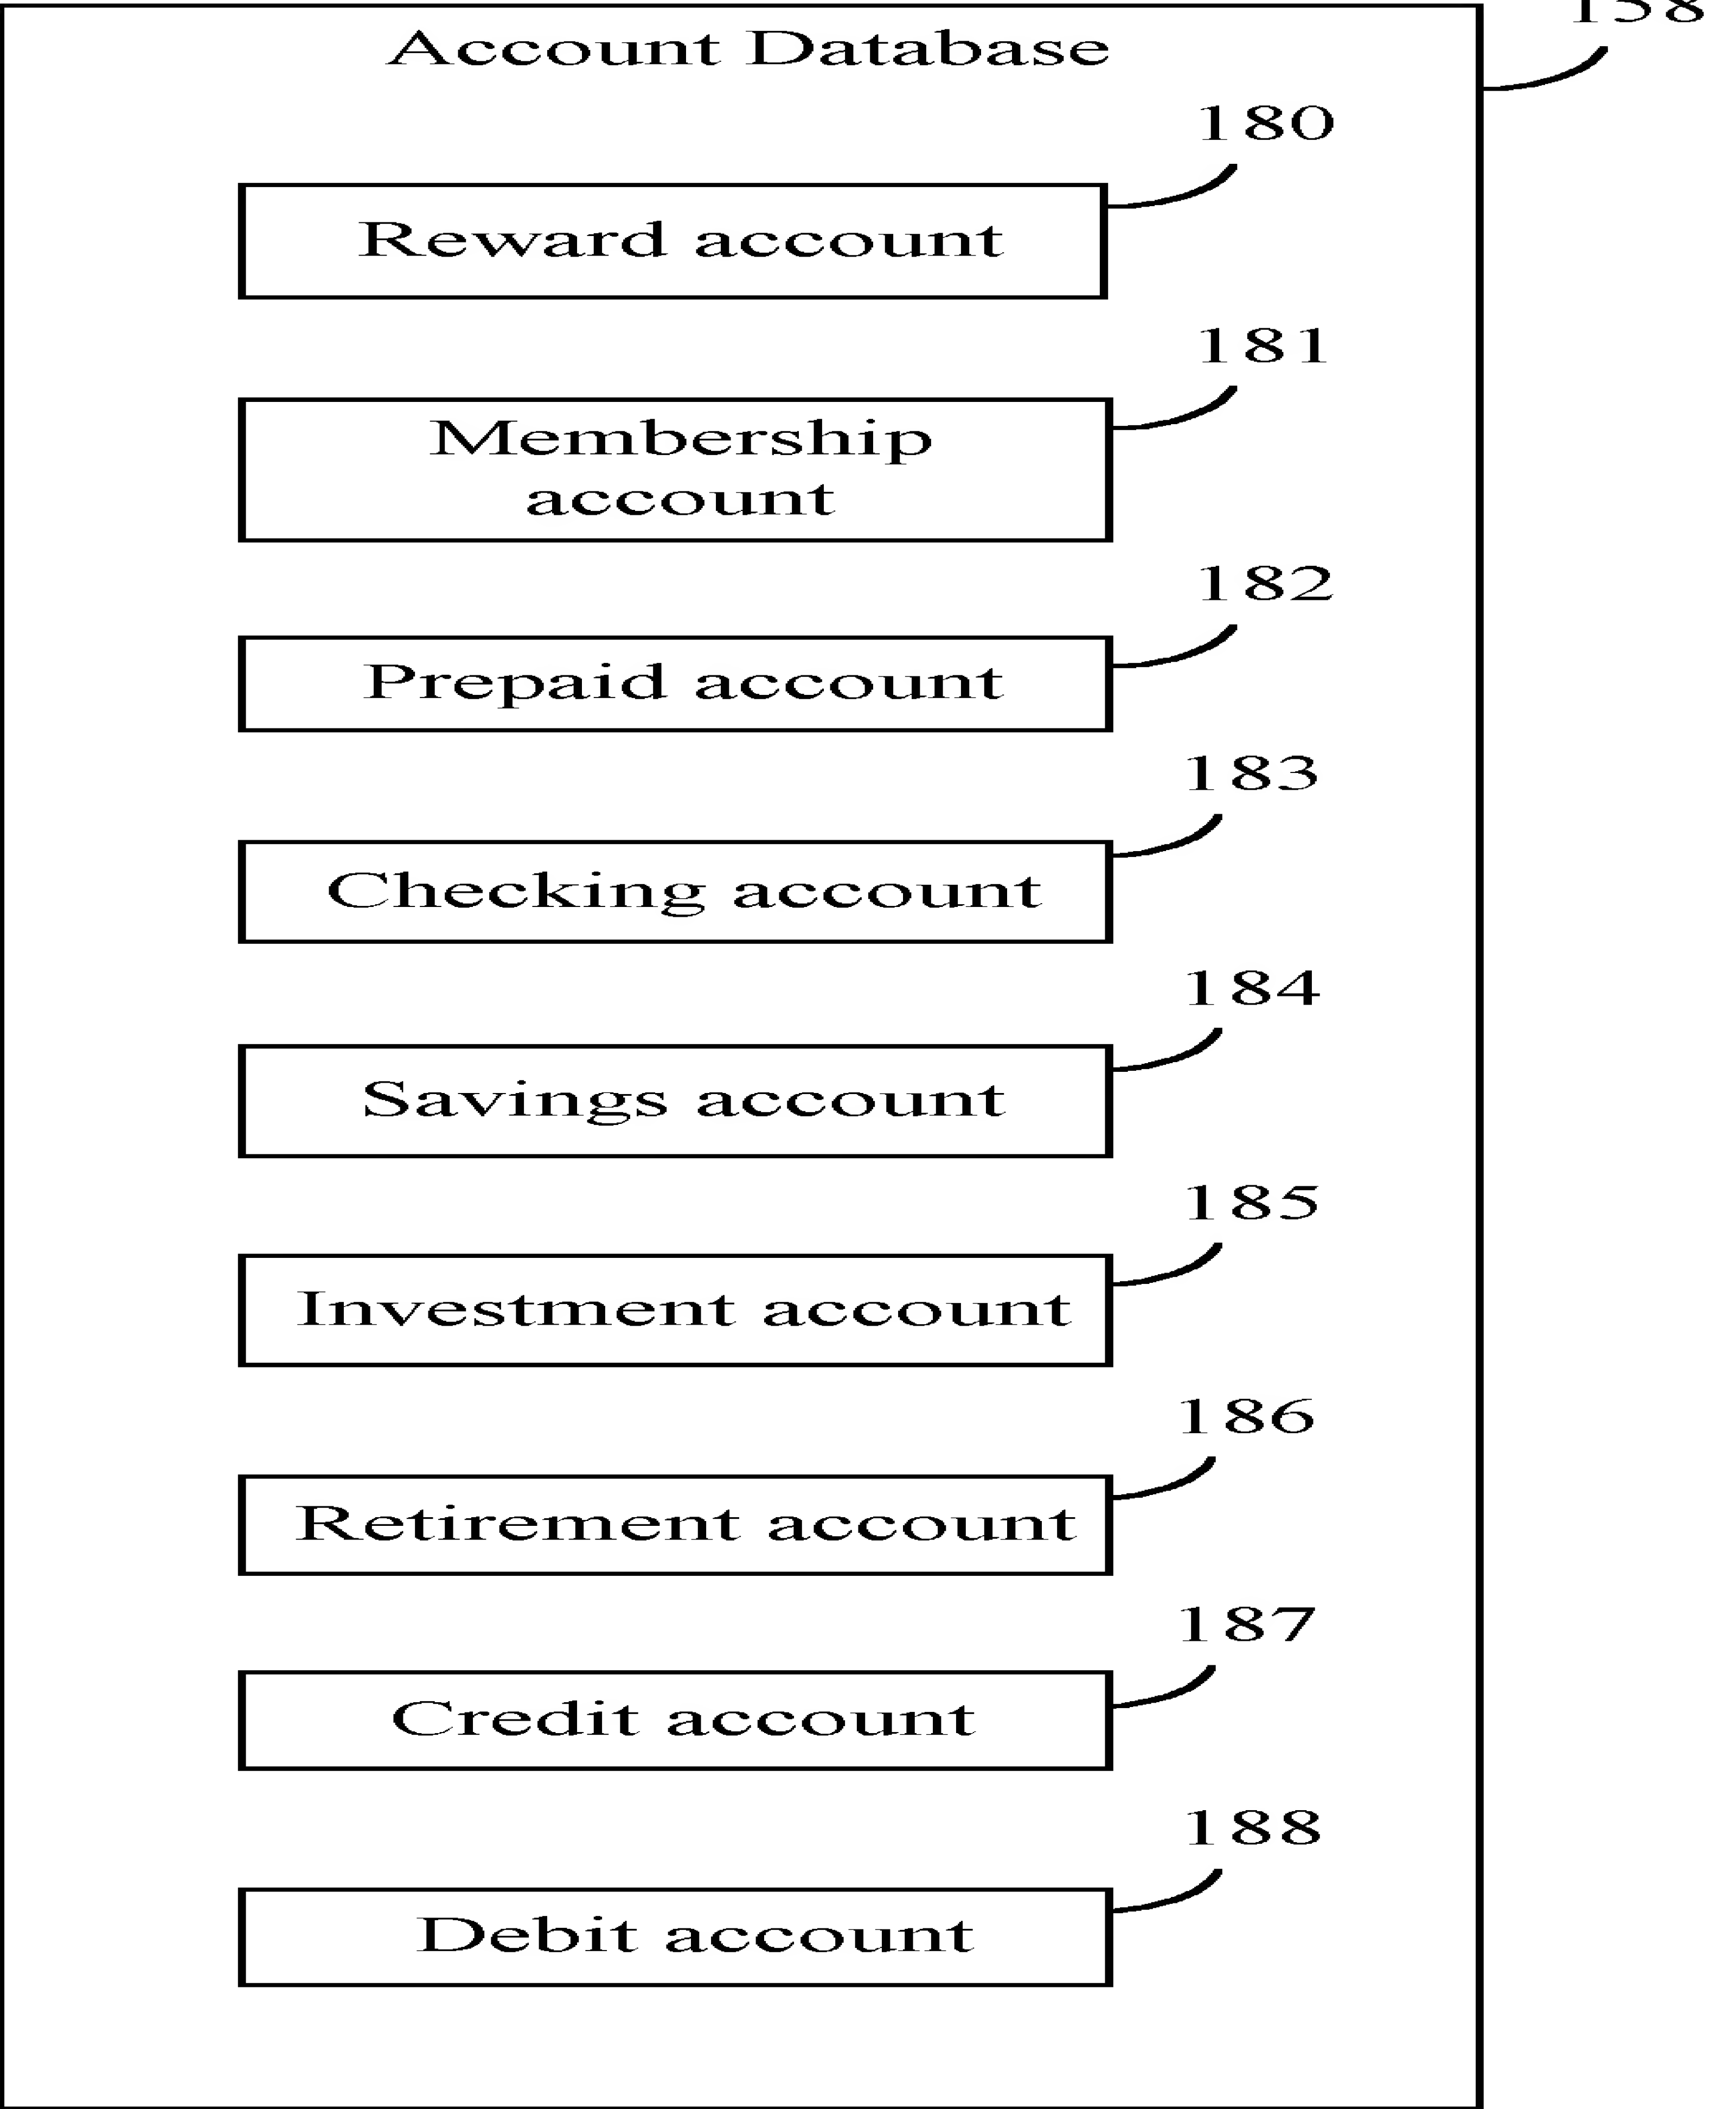 158
Account Database
180
Reward account
181
Membership
account
182
Prepaid account
183
Checking account
184
Savings account
185
Investment account
186
Retirement account
187
Credit account
188
Debit account